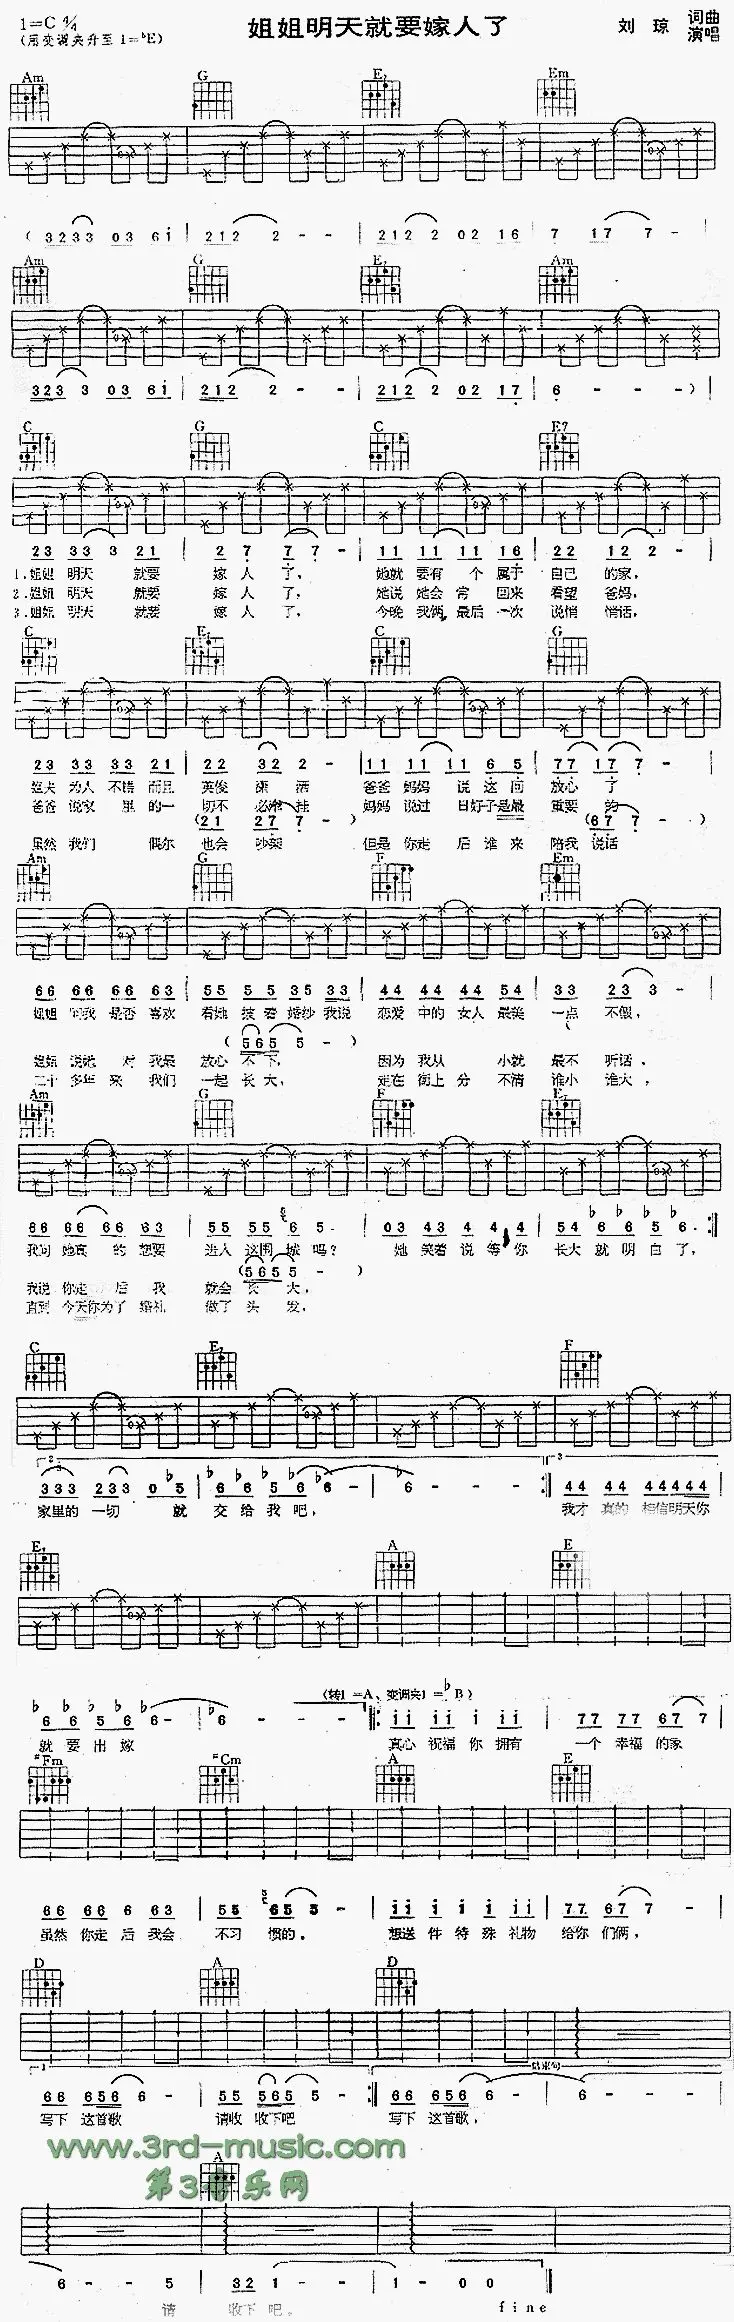 1=C 4/4
(用变调夹升至 1=♭E)
姐姐明天就要嫁人了
刘 琼 词曲 演唱
Am G E7 Em
( 3233 03 6i | 212 2 - - | 212 2 02 16 | 7 17 7 - |
Am G E7 Am
323 3 03 6i | 212 2 - - | 212 2 02 17 | 6 - - - ) |
C G C E7
23 33 3 21 | 2 7 7 7 - | 11 11 11 16 | 22 12 2 - |
1.姐姐 明天 就要 嫁 人 了, 她就 要有 个 属于 自己 的家,
2.姐姐 明天 就要 嫁 人 了, 她说 她会 常 回来 看望 爸妈,
3.姐姐 明天 就要 嫁 人 了, 今晚 我俩 最后 一次 说悄 悄话,
C E7 C G
23 33 23 21 | 22 32 2 - | 11 11 11 6 5 | 77 17 7 - |
姐夫 为人 不错 而且 英俊 潇 洒 爸爸 妈妈 说 这回 放心 了
爸爸 说家 里 的一 切不 必牵 挂 妈妈 说过 日好子 是最 重要 的
(21 27 7 - ) (67 7 - )
虽然 我们 偶尔 也会 吵架 但是 你走 后 谁来 陪我 说话
Am G F Em
66 66 66 63 | 55 5 5 33 33 | 44 44 44 54 | 33 23 3 - |
姐姐 问我 是否 喜欢 看她 披着 婚纱 我说 恋爱 中的 女人 最美 一点 不假,
(565 5 - )
姐姐 说她 对 我最 放心 不下, 因为 我从 小就 最不 听话,
二十 多年 来 我们 一起 长大, 走在 街上 分 不清 谁小 谁大,
Am G F E7
66 66 66 63 | 55 55 6 5 - | 03 43 4 4 4 | 54 ♭6 ♭6 5 ♭6 - :||
我问 她真 的 想要 进入 这围 城 吗? 她 笑着 说 等 你 长大 就 明 白 了,
(5655 5 - )
我说 你走 后 我 就会 长 大,
直到 今天你为了 婚礼 做了 头 发,
C E7 F
2
3
333 233 0 5 | ♭6 ♭6 5 ♭6 ♭6 | ♭6 - - - :|| 44 44 44 44444
家里的 一切 就 交 给 我 吧, 我才 真的 相信明天你
E7 A E
(转1=A、变调夹1=♭B)
♭6 ♭6 5 ♭6 ♭6 - | ♭6 - - - ||: ii ii i i ii | 77 77 77 67 7 |
就 要 出 嫁 真心 祝福 你 拥有 一个 幸福 的家
#Fm #Cm A E
66 66 6 6 63 | 55 55 65 5 - | ii i i i i ii | 77 67 7 - |
虽然 你走 后 我会 不习 惯的, 想送 件 特 殊 礼物 给你 们俩,
D A D
1
结束句
66 656 6 - | 55 565 5 - :|| 66 656 6 -
写下 这首歌 请收 收下吧 写下 这首歌,
www.3rd-music.com
第3音乐网
A
6 - - 5 | 32 1 - - | 1 - 0 0 ||
请 收下 吧。 fine